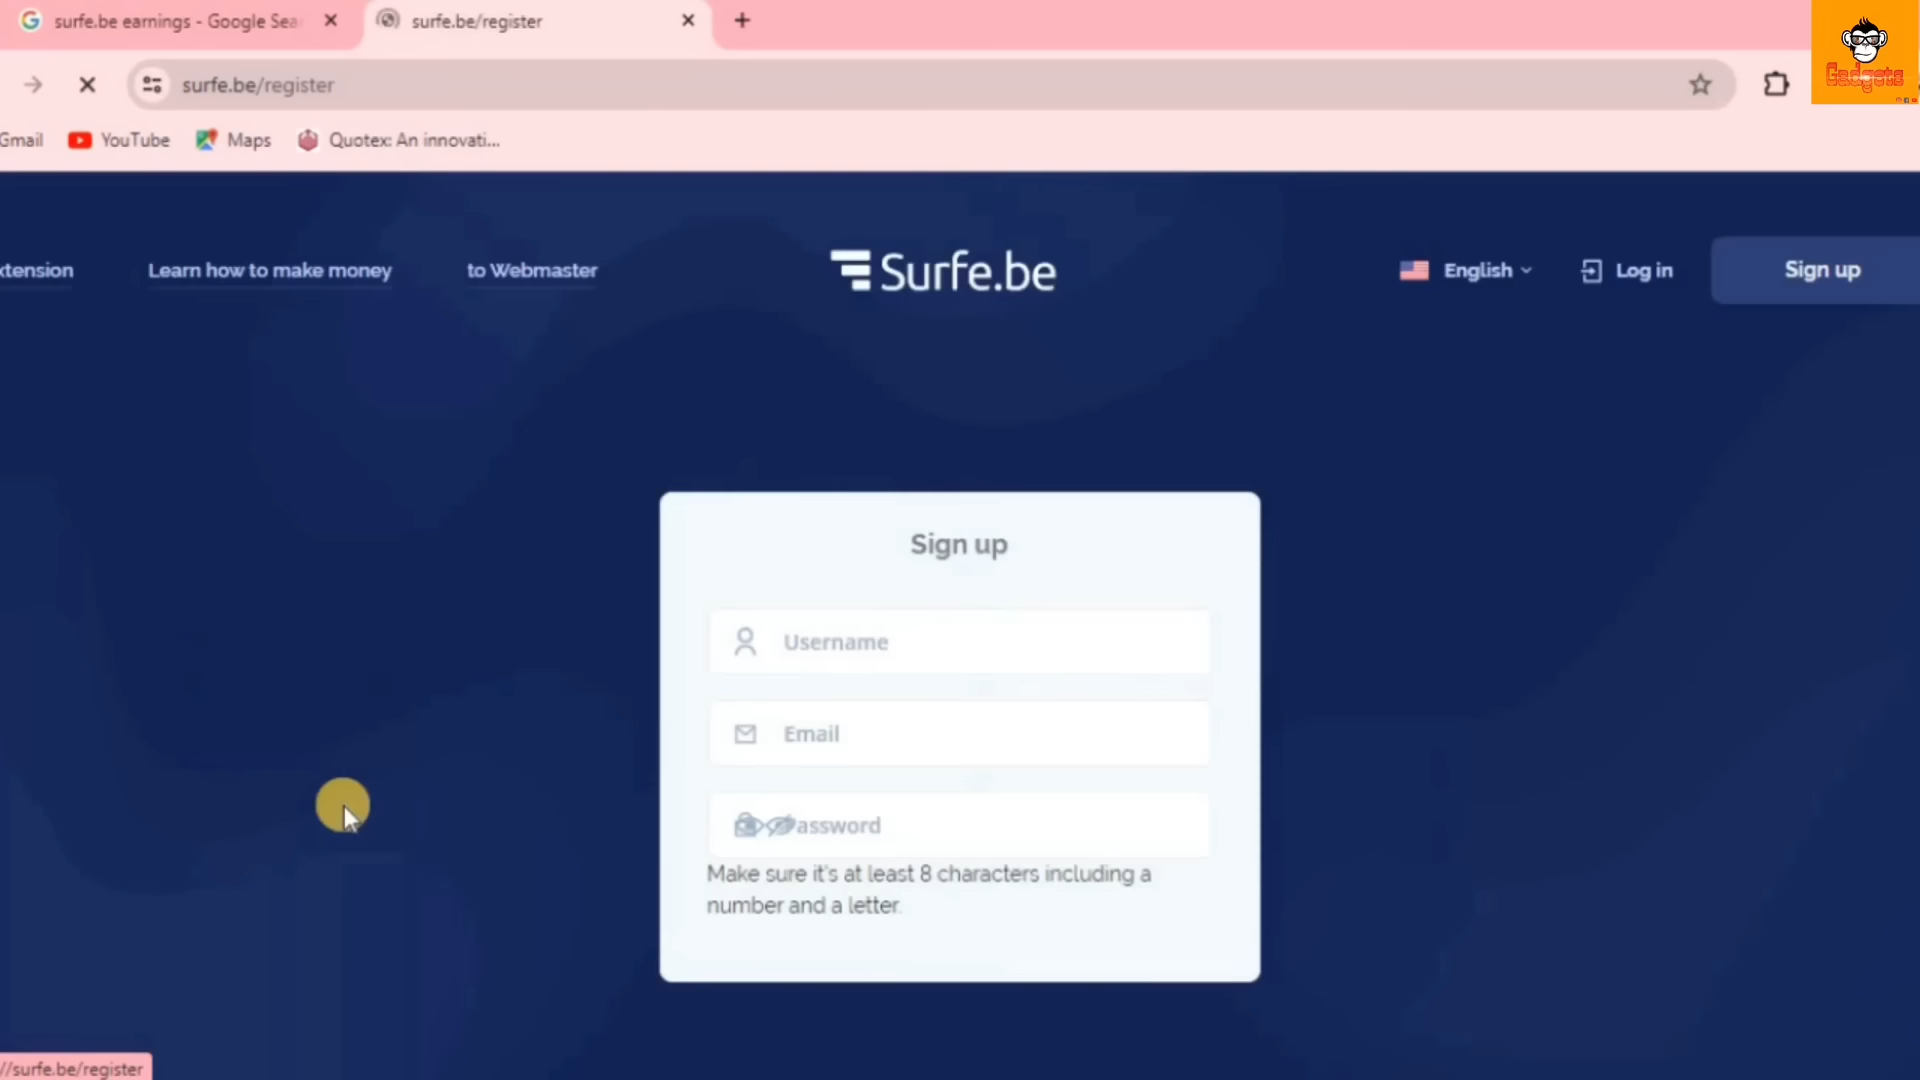 surfe.be earnings - Google Sea
surfe.be/register
Gadgets
surfe.be/register
Gmail
YouTube
Maps
Quotex: An innovati...
xtension
Learn how to make money
to Webmaster
Surfe.be
English
Log in
Sign up
Sign up
Username
Email
assword
Make sure it's at least 8 characters including a
number and a letter.
//surfe.be/register